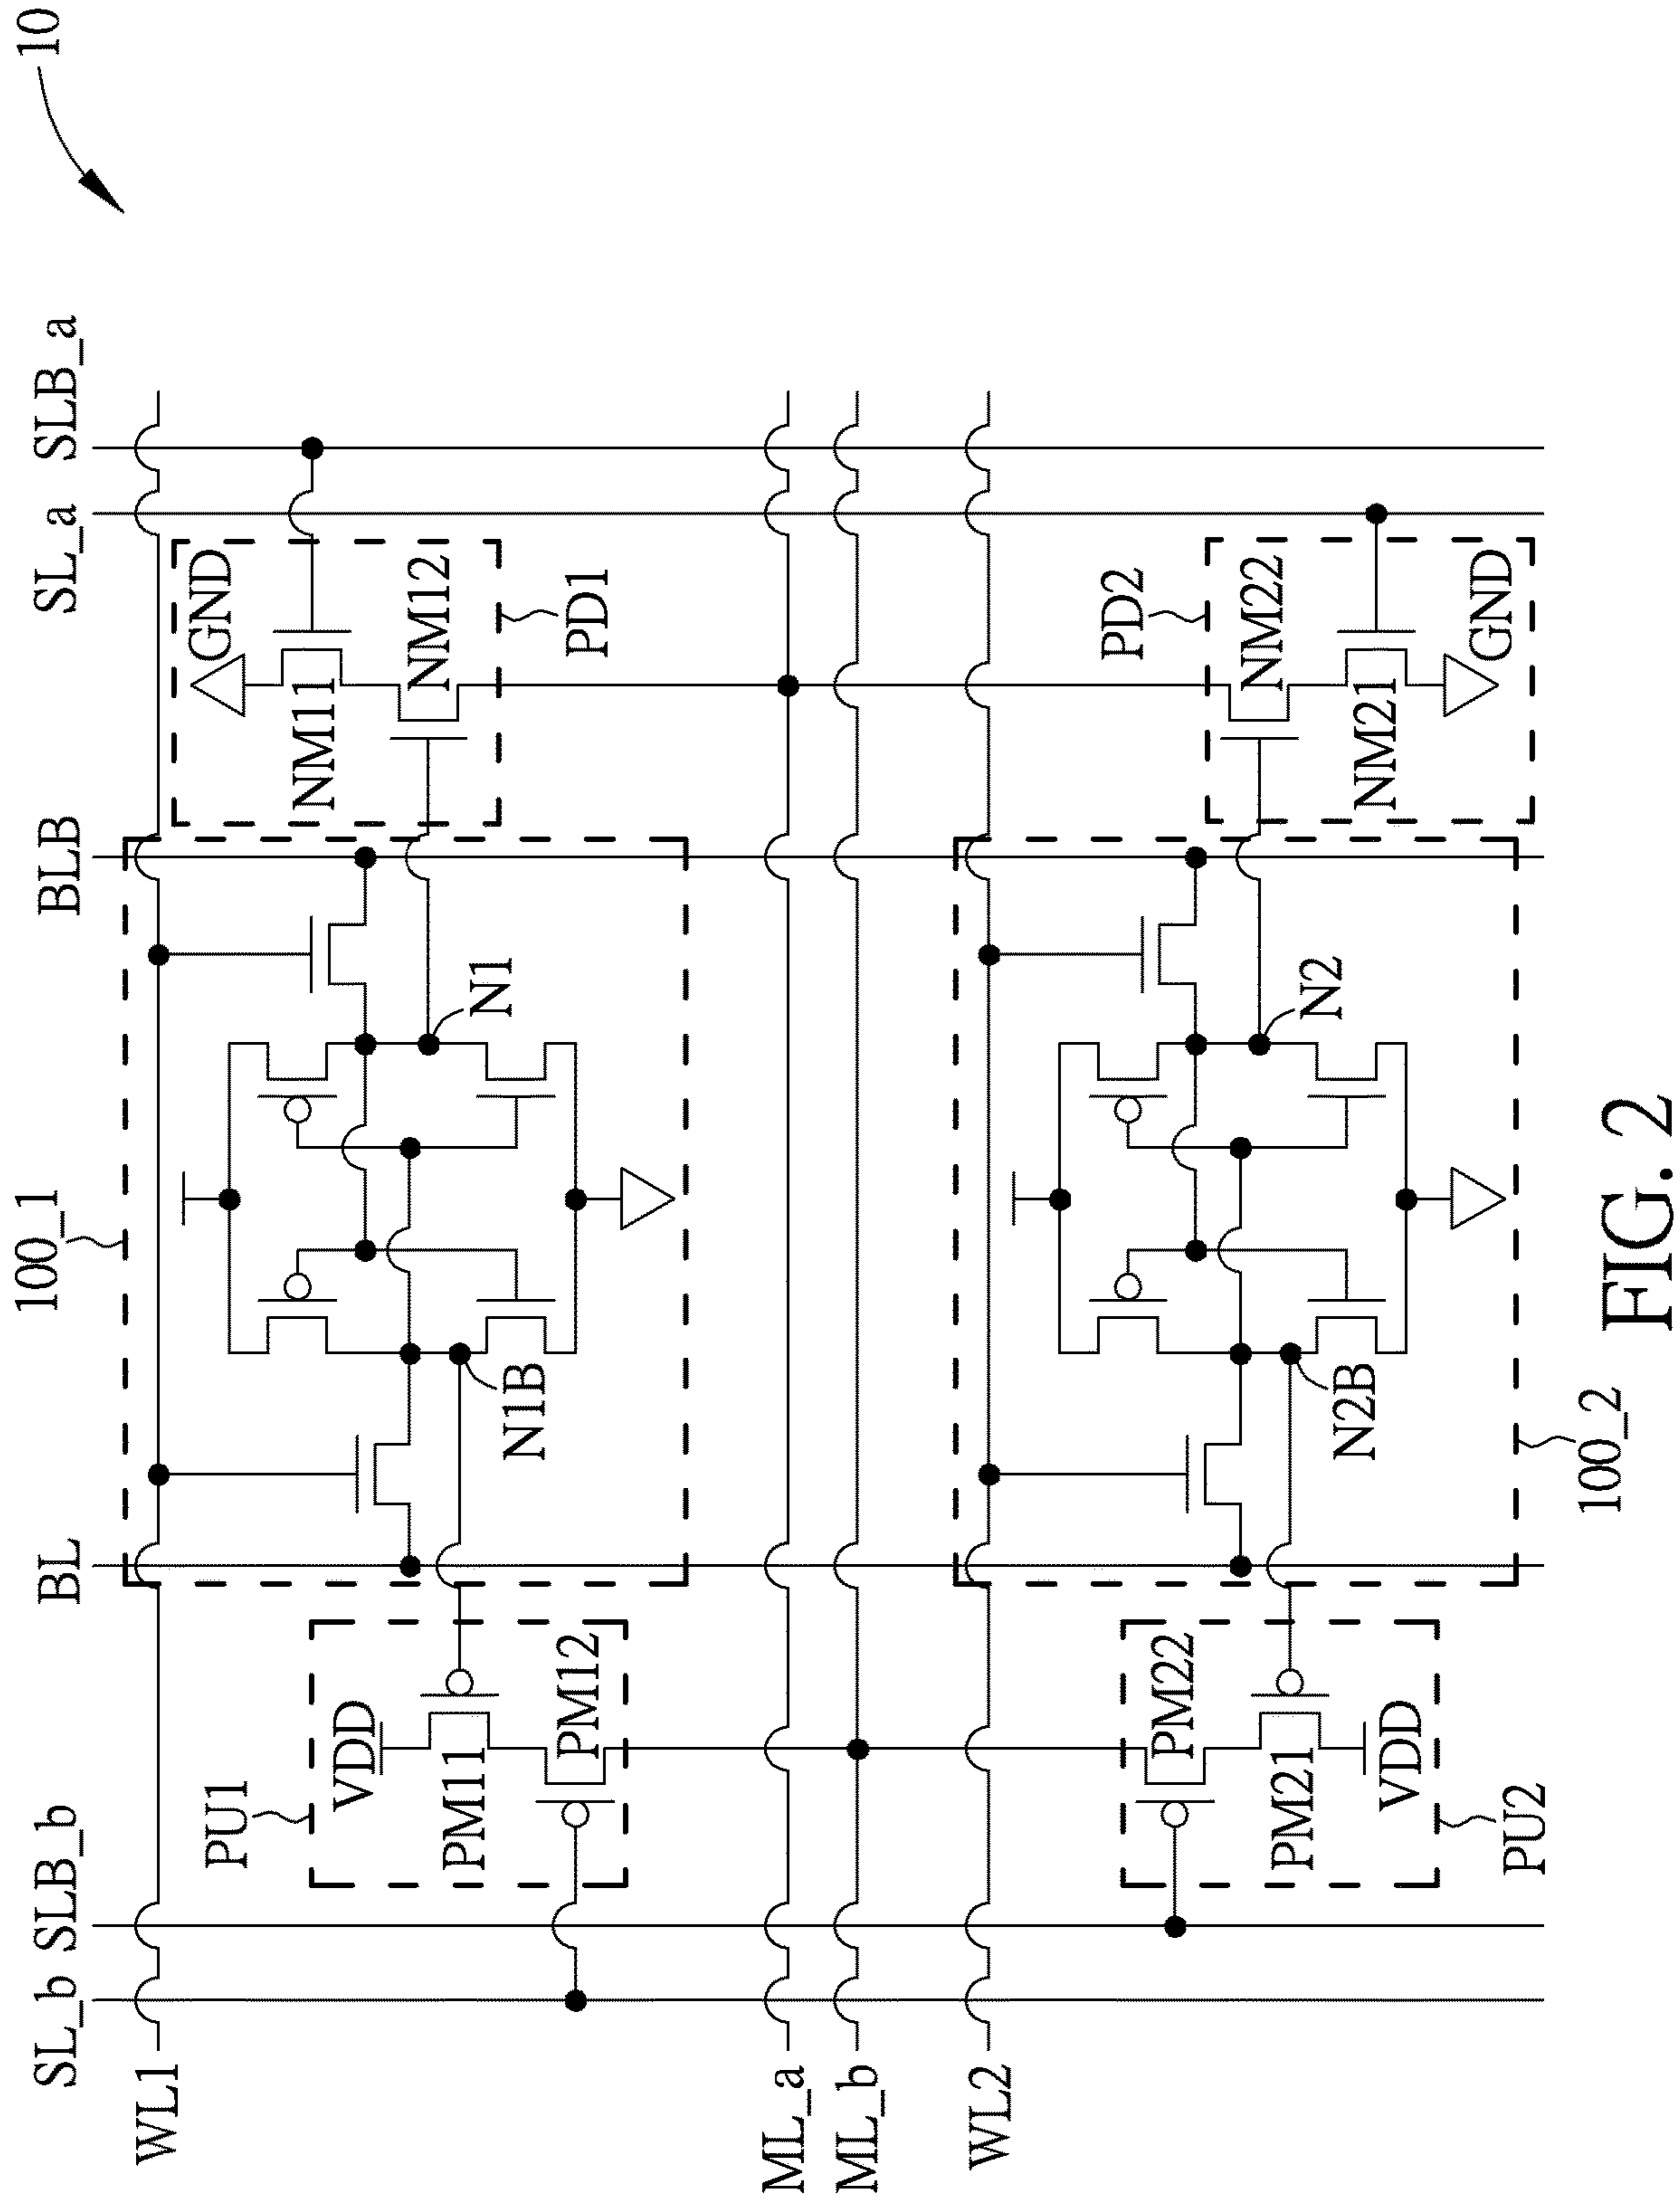 10
SL_b
SLB_b
BL
BLB
SL_a
SLB_a
WL1
100_1
PU1
VDD
PM11
PM12
N1B
N1
GND
NM11
NM12
PD1
ML_a
ML_b
WL2
PU2
PM22
PM21
VDD
N2B
N2
PD2
NM22
NM21
GND
100_2
FIG. 2